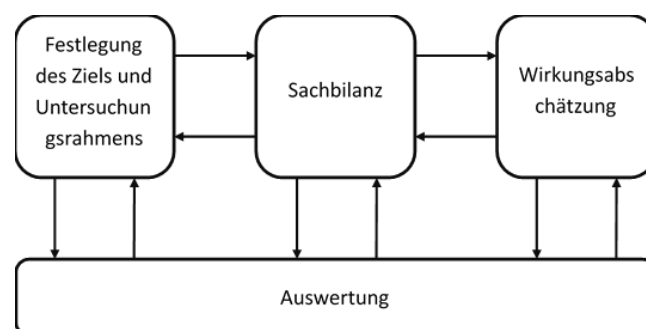 Festlegung
des Ziels und
Untersuchun
gsrahmens
Sachbilanz
Wirkungsabs
chätzung
Auswertung